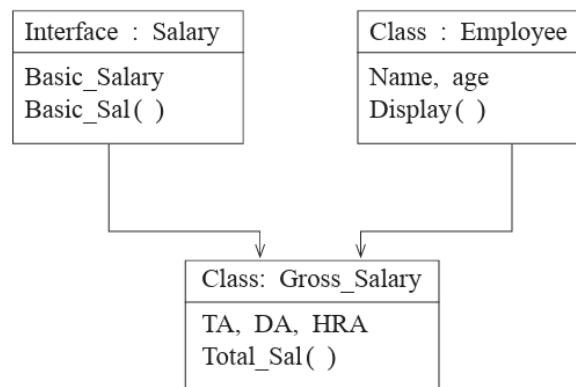 Interface : Salary
Basic_Salary
Basic_Sal( )
Class : Employee
Name, age
Display( )
Class: Gross_Salary
TA, DA, HRA
Total_Sal( )